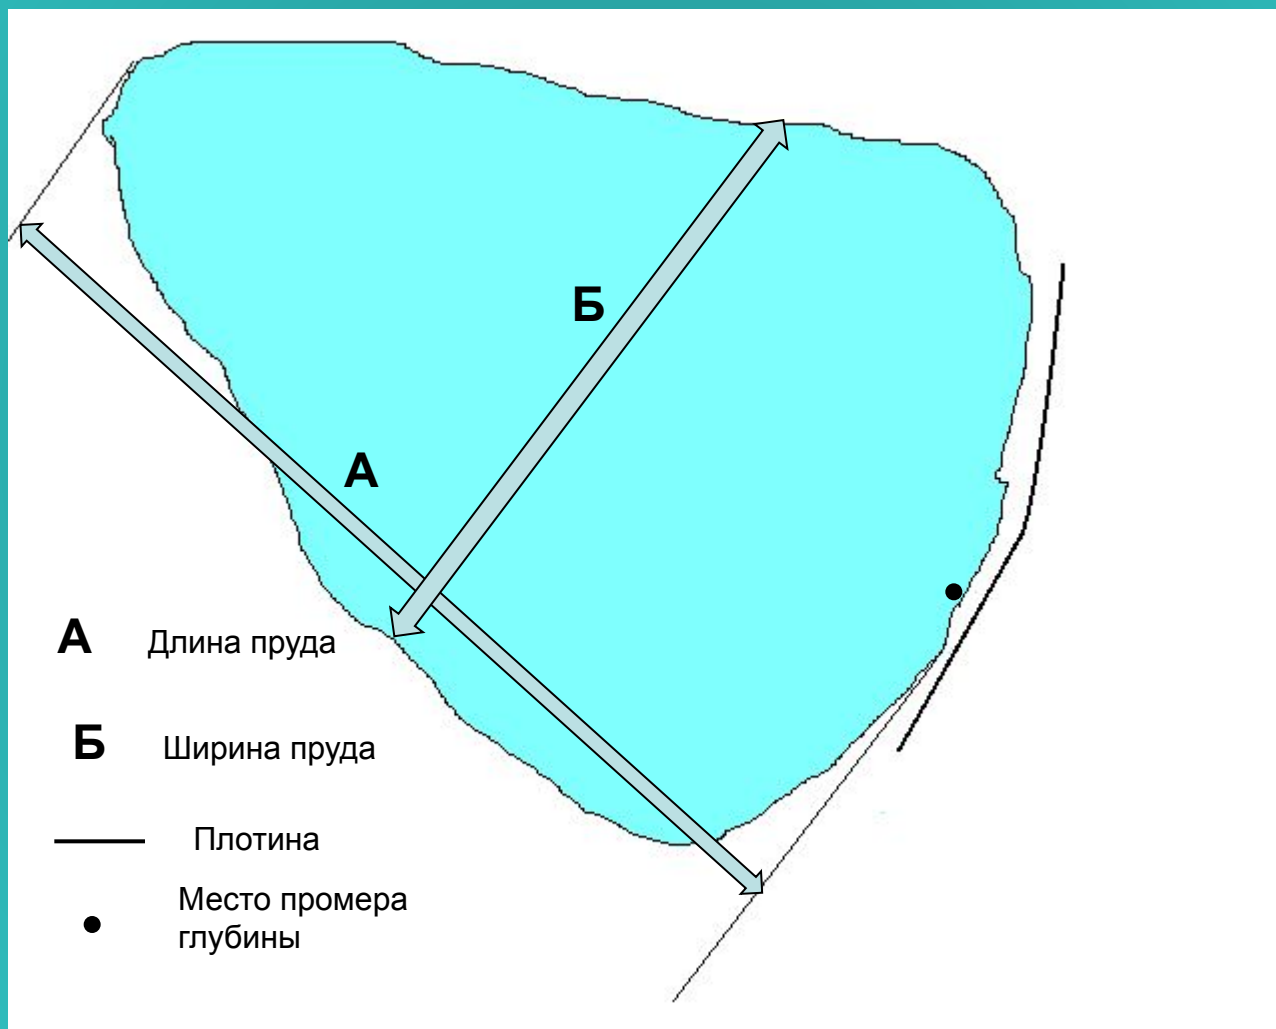 Б
А
А Длина пруда
Б Ширина пруда
Плотина
Место промера
глубины